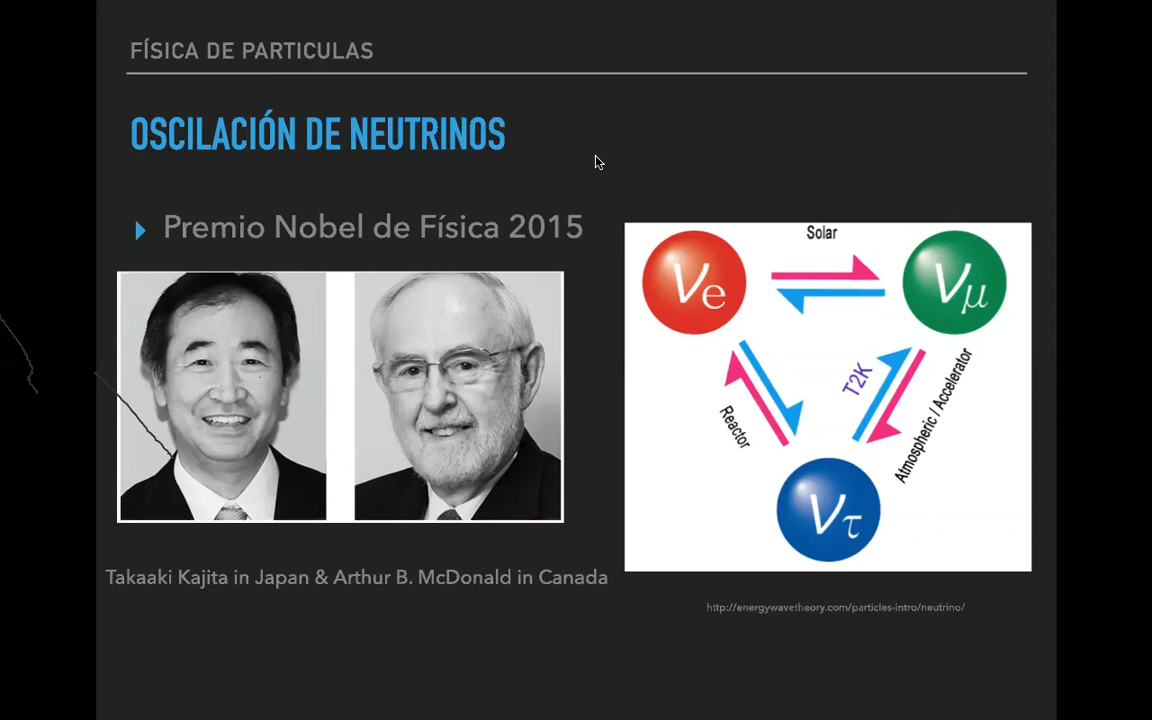 FÍSICA DE PARTICULAS
OSCILACIÓN DE NEUTRINOS
Premio Nobel de Física 2015
Solar
νe
νμ
T2K
Reactor
Atmospheric / Accelerator
ντ
Takaaki Kajita in Japan & Arthur B. McDonald in Canada
http://energywavetheory.com/particles-intro/neutrino/